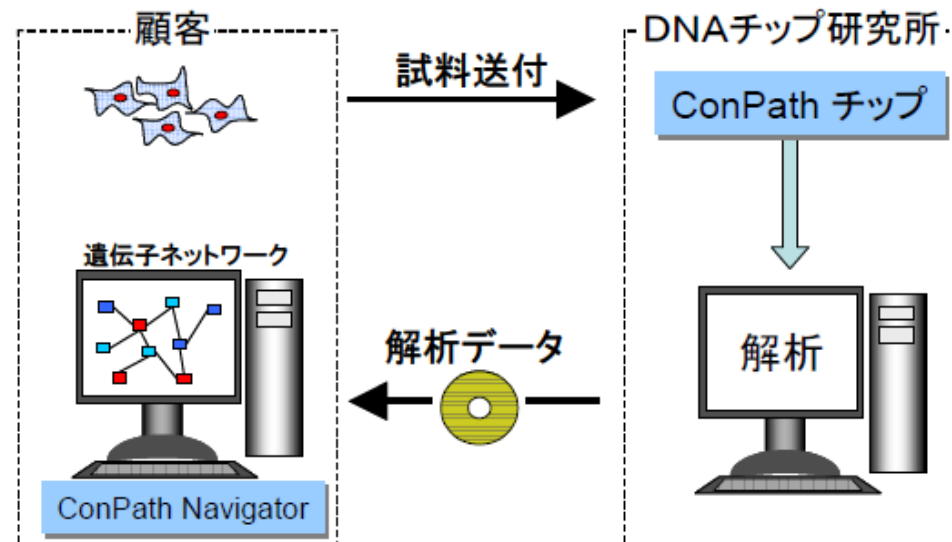 顧客
DNAチップ研究所
試料送付
ConPath チップ
遺伝子ネットワーク
解析データ
解析
ConPath Navigator